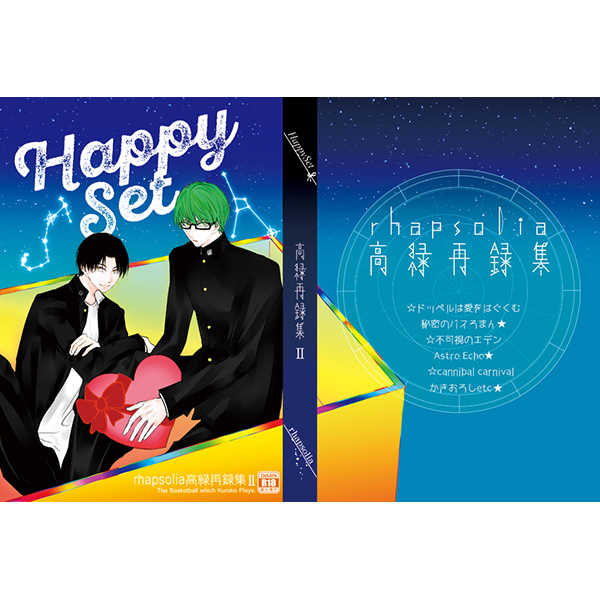 Happy
Set
rhapsolia高緑再録集 II
The Basketball which Kuroko Plays.
R18
HappySet
高緑再録集 II
rhapsolia
rhapsolia
高緑再録集
☆ドッペルは愛をはぐくむ
秘密のバイろまん★
☆不可視のエデン
Astro Echo★
☆cannibal carnival
かきおろしetc★